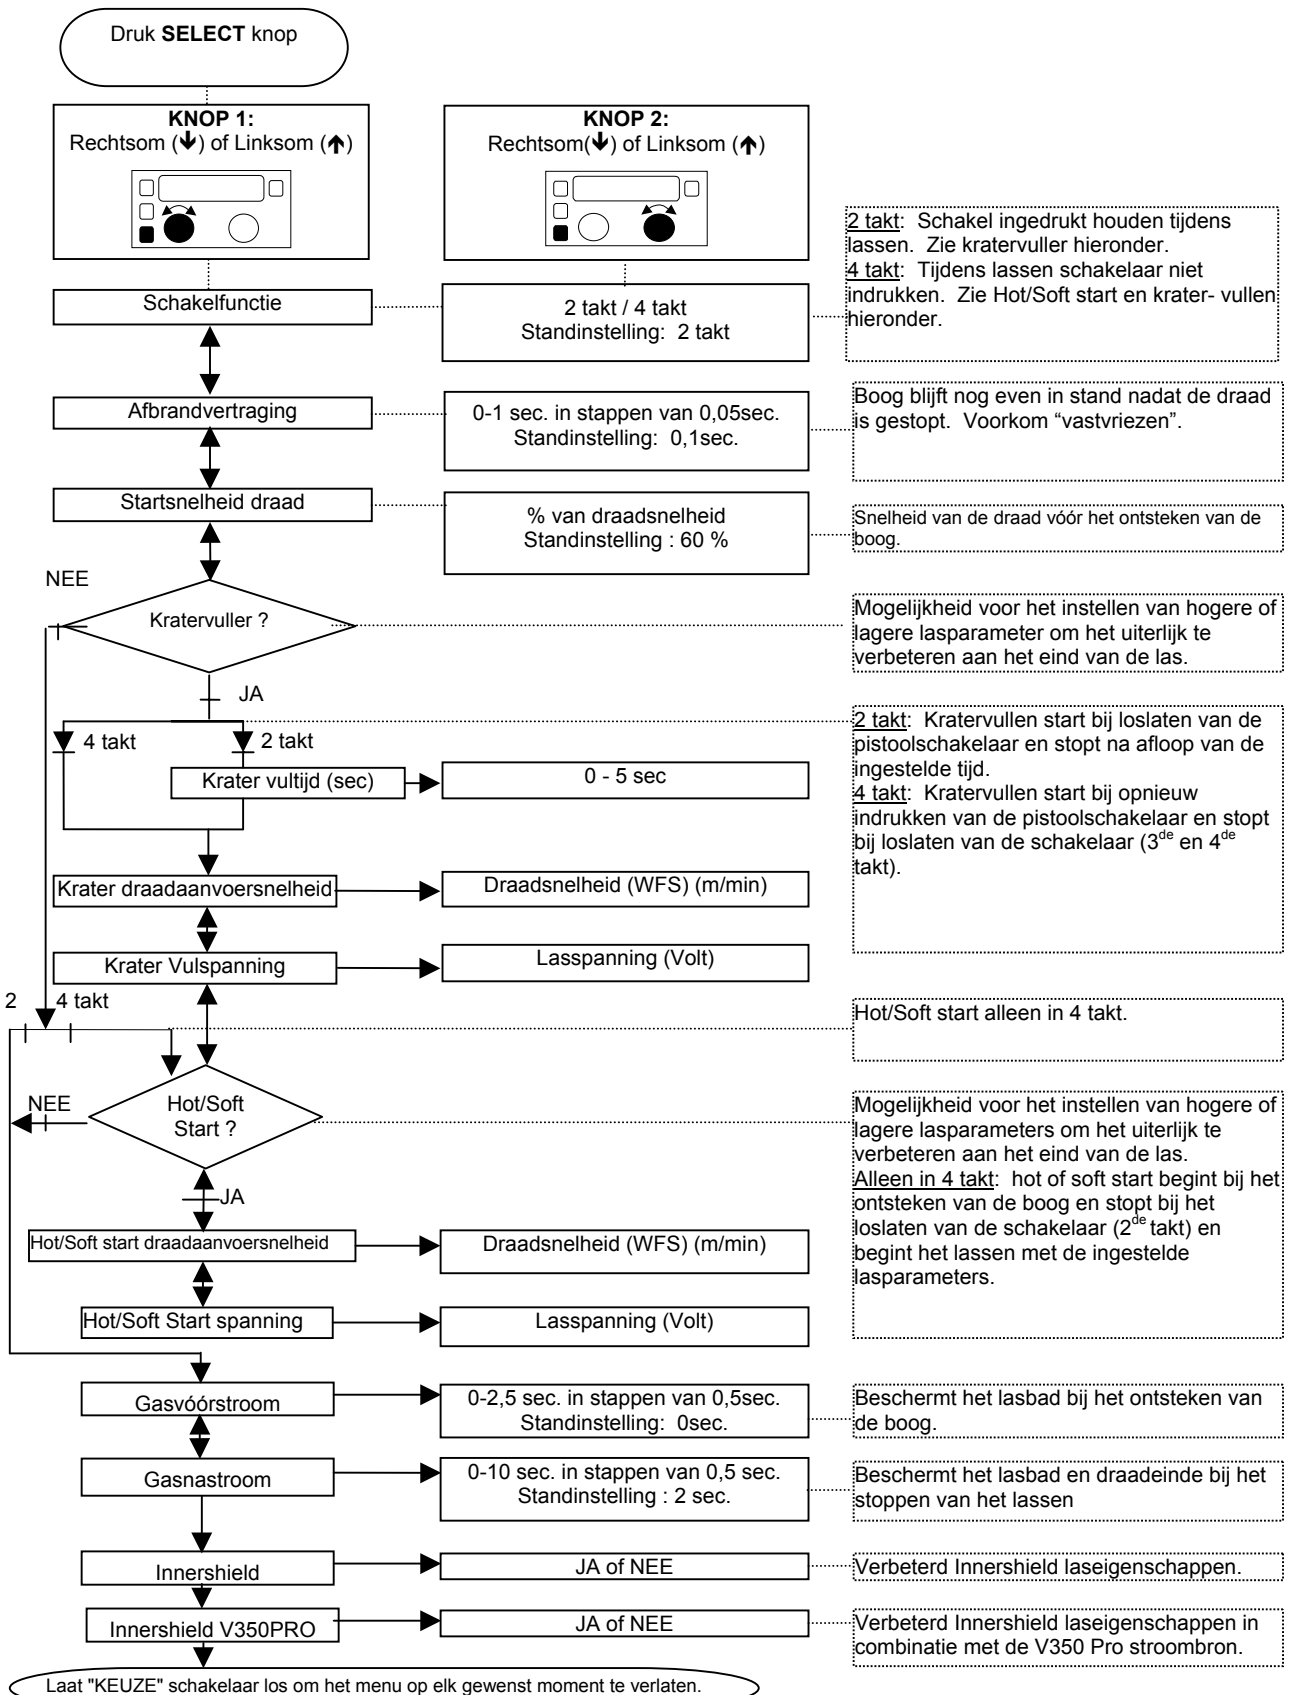 Druk SELECT knop
KNOP 1:
Rechtsom (🡻) of Linksom (🡹)
KNOP 2:
Rechtsom(🡻) of Linksom (🡹)
Schakelfunctie
2 takt / 4 takt
Standinstelling: 2 takt
2 takt: Schakel ingedrukt houden tijdens
lassen. Zie kratervuller hieronder.
4 takt: Tijdens lassen schakelaar niet
indrukken. Zie Hot/Soft start en krater- vullen
hieronder.
Afbrandvertraging
0-1 sec. in stappen van 0,05sec.
Standinstelling: 0,1sec.
Boog blijft nog even in stand nadat de draad
is gestopt. Voorkom “vastvriezen”.
Startsnelheid draad
% van draadsnelheid
Standinstelling : 60 %
Snelheid van de draad vóór het ontsteken van de
boog.
NEE
Kratervuller ?
Mogelijkheid voor het instellen van hogere of
lagere lasparameter om het uiterlijk te
verbeteren aan het eind van de las.
JA
4 takt
2 takt
Krater vultijd (sec)
0 - 5 sec
2 takt: Kratervullen start bij loslaten van de
pistoolschakelaar en stopt na afloop van de
ingestelde tijd.
4 takt: Kratervullen start bij opnieuw
indrukken van de pistoolschakelaar en stopt
bij loslaten van de schakelaar (3de en 4de
takt).
Krater draadaanvoersnelheid
Draadsnelheid (WFS) (m/min)
Krater Vulspanning
Lasspanning (Volt)
2
4 takt
Hot/Soft start alleen in 4 takt.
NEE
Hot/Soft
Start ?
Mogelijkheid voor het instellen van hogere of
lagere lasparameters om het uiterlijk te
verbeteren aan het eind van de las.
Alleen in 4 takt: hot of soft start begint bij het
ontsteken van de boog en stopt bij het
loslaten van de schakelaar (2de takt) en
begint het lassen met de ingestelde
lasparameters.
JA
Hot/Soft start draadaanvoersnelheid
Draadsnelheid (WFS) (m/min)
Hot/Soft Start spanning
Lasspanning (Volt)
Gasvóórstroom
0-2,5 sec. in stappen van 0,5sec.
Standinstelling: 0sec.
Beschermt het lasbad bij het ontsteken van
de boog.
Gasnastroom
0-10 sec. in stappen van 0,5 sec.
Standinstelling : 2 sec.
Beschermt het lasbad en draadeinde bij het
stoppen van het lassen
Innershield
JA of NEE
Verbeterd Innershield laseigenschappen.
Innershield V350PRO
JA of NEE
Verbeterd Innershield laseigenschappen in
combinatie met de V350 Pro stroombron.
Laat "KEUZE" schakelaar los om het menu op elk gewenst moment te verlaten.